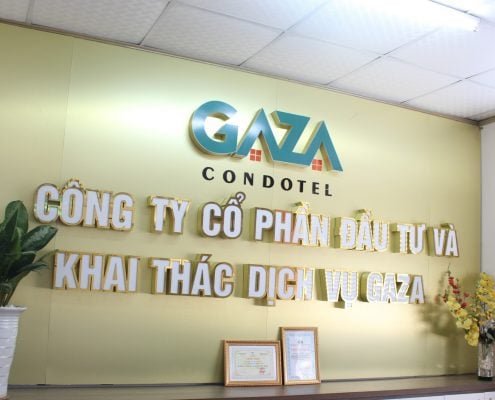 GAZA
CONDOTEL
CÔNG TY CỔ PHẦN ĐẦU TƯ VÀ
KHAI THÁC DỊCH VỤ GAZA